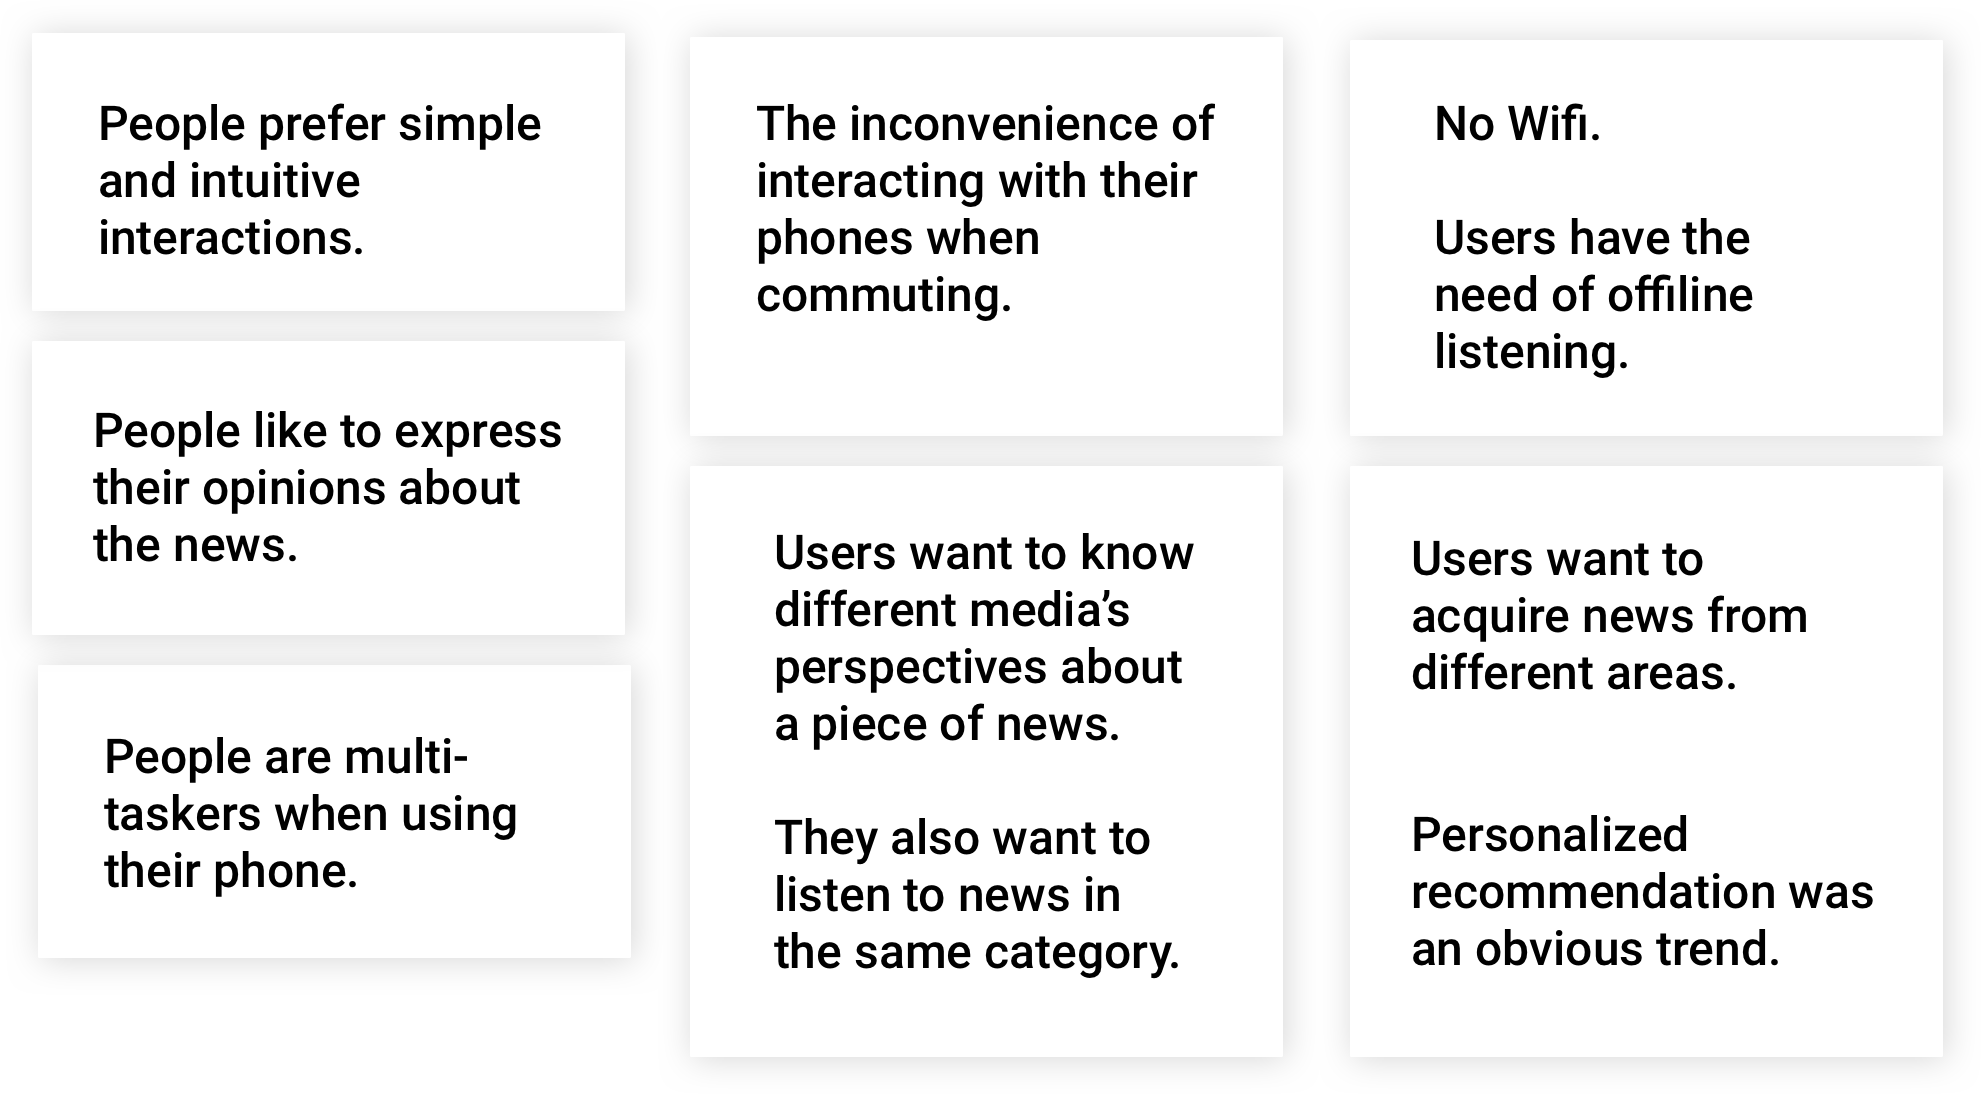 People prefer simple
and intuitive
interactions.
People like to express
their opinions about
the news.
People are multi-
taskers when using
their phone.
The inconvenience of
interacting with their
phones when
commuting.
Users want to know
different media’s
perspectives about
a piece of news.
They also want to
listen to news in
the same category.
No Wifi.
Users have the
need of offiline
listening.
Users want to
acquire news from
different areas.
Personalized
recommendation was
an obvious trend.